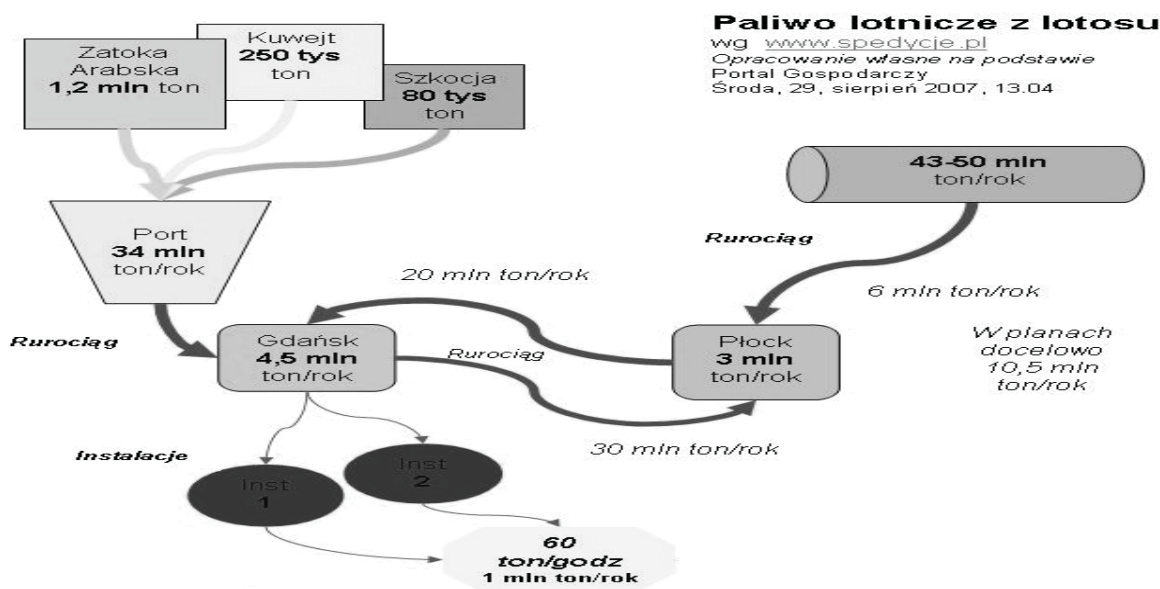 Paliwo lotnicze z lotosu
wg www.spedycje.pl
Opracowanie własne na podstawie
Portal Gospodarczy
Środa, 29, sierpień 2007, 13.04
Zatoka
Arabska
1,2 mln ton
Kuwejt
250 tys
ton
Szkocja
80 tys
ton
43-50 mln
ton/rok
Port
34 mln
ton/rok
Rurociąg
20 mln ton/rok
6 mln ton/rok
Rurociąg
Gdańsk
4,5 mln
ton/rok
Rurociąg
Płock
3 mln
ton/rok
W planach
docelowo
10,5 mln
ton/rok
30 mln ton/rok
Instalacje
Inst
1
Inst
2
60
ton/godz
1 mln ton/rok